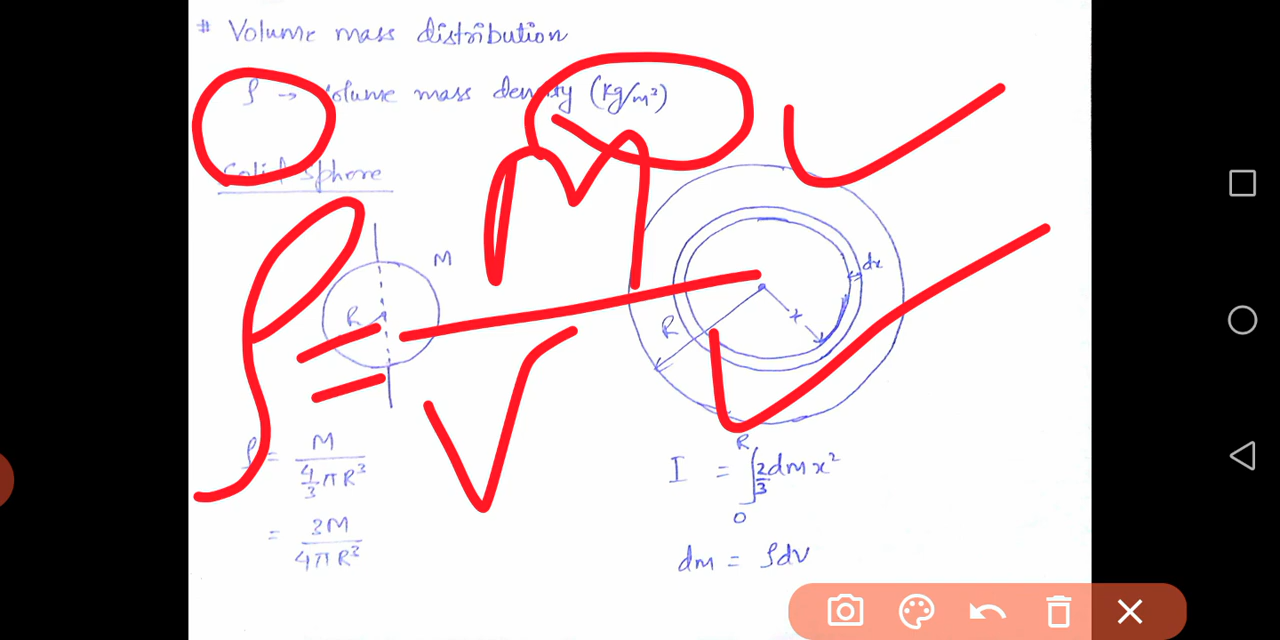 # Volume mass distribution
ρ → Volume mass density (kg/m³)
Solid Sphere
M
R
dx
x
R
ρ = M / V
ρ = M / (4/3 πR³)
= 3M / 4πR³
I = ∫₀ᴿ 2/3 dm x²
dm = ρdV